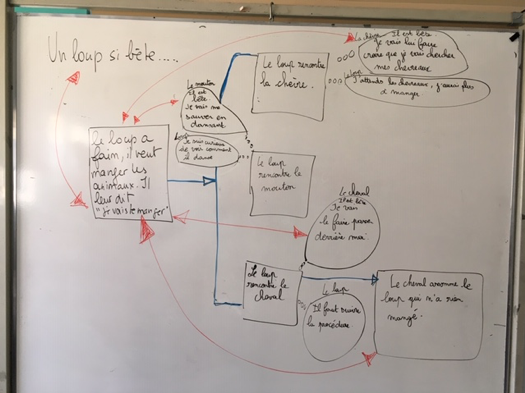 Un loup si bête.....
le loup a
faim, il veut
manger les
animaux. Il
leur dit
"je vais te manger"
Le mouton
Il est
bête
Je vais me
sauver en
dansant
Loup
Je suis curieux
de voir comment
il danse
Le loup rencontre
la chèvre.
La chèvre
Il est bête.
Je vais lui faire
croire que je vais chercher
mes chevreaux
Loup
J'attends les chevreaux, j'aurai plus
à manger
Le loup
rencontre le
mouton
Le cheval
Il est bête
Je vais
le faire passer
derrière moi.
Le loup
rencontre le
cheval
Le loup
Il faut suivre
la procédure
Le cheval assomme le
loup qui n'a rien
mangé.